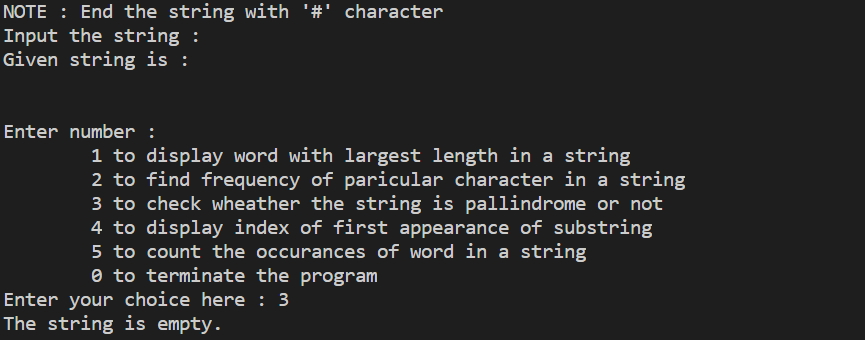 NOTE : End the string with '#' character
Input the string :
Given string is :
Enter number :
1 to display word with largest length in a string
2 to find frequency of paricular character in a string
3 to check wheather the string is pallindrome or not
4 to display index of first appearance of substring
5 to count the occurances of word in a string
0 to terminate the program
Enter your choice here : 3
The string is empty.